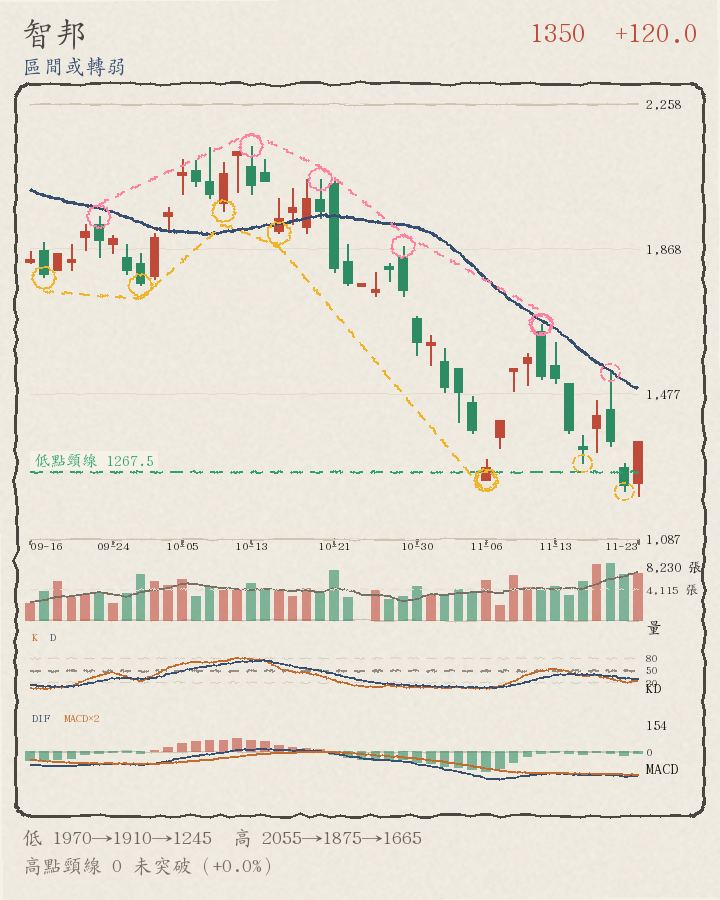 智邦
1350 +120.0
區間或轉弱
2,258
1,868
1,477
低點頸線 1267.5
1,087
09-16 09-24 10-05 10-13 10-21 10-30 11-06 11-13 11-23
8,230 張
4,115 張
量
K D
80
50
20
KD
DIF MACD×2
154
0
MACD
低 1970→1910→1245 高 2055→1875→1665
高點頸線 0 未突破 (+0.0%)